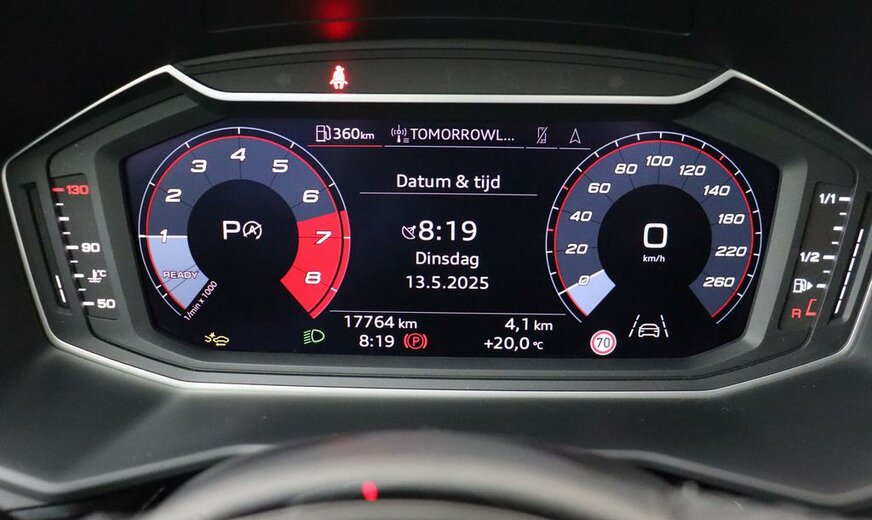 360km
TOMORROWL...
Datum & tijd
8:19
Dinsdag
13.5.2025
17764 km
4,1 km
8:19
(P)
+20,0 °C
70
1
2
3
4
5
6
7
8
P
A
READY
1/min x 1000
0
20
40
60
80
100
120
140
180
220
260
0
km/h
130
90
°C
50
1/1
1/2
R